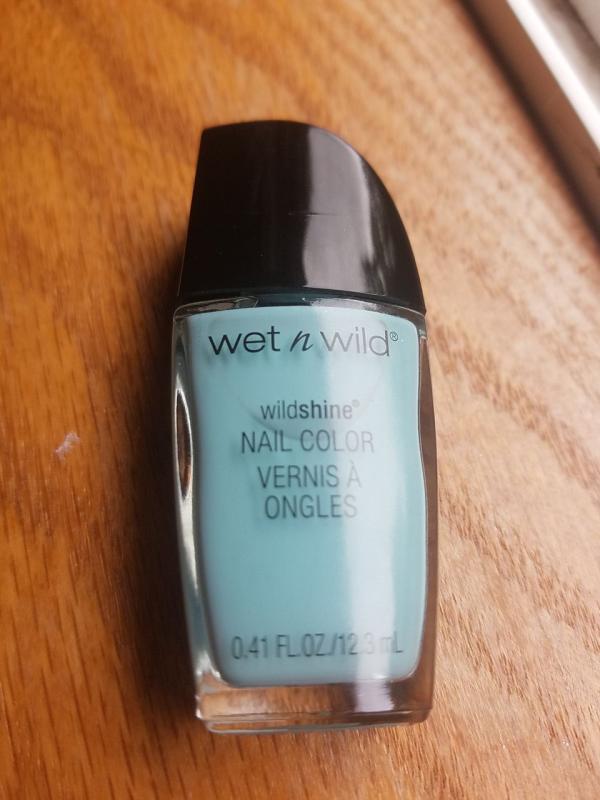 wet n wild®
wildshine®
NAIL COLOR
VERNIS À
ONGLES
0.41 FL.OZ./12.3 mL